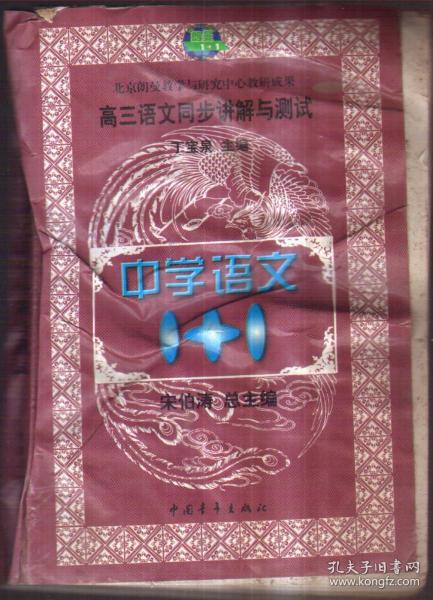 1+1
北京朗曼教学与研究中心教研成果
高三语文同步讲解与测试
丁宝泉 主编
中学语文
1+1
宋伯涛 总主编
中国青年出版社
孔夫子旧书网
www.kongfz.com